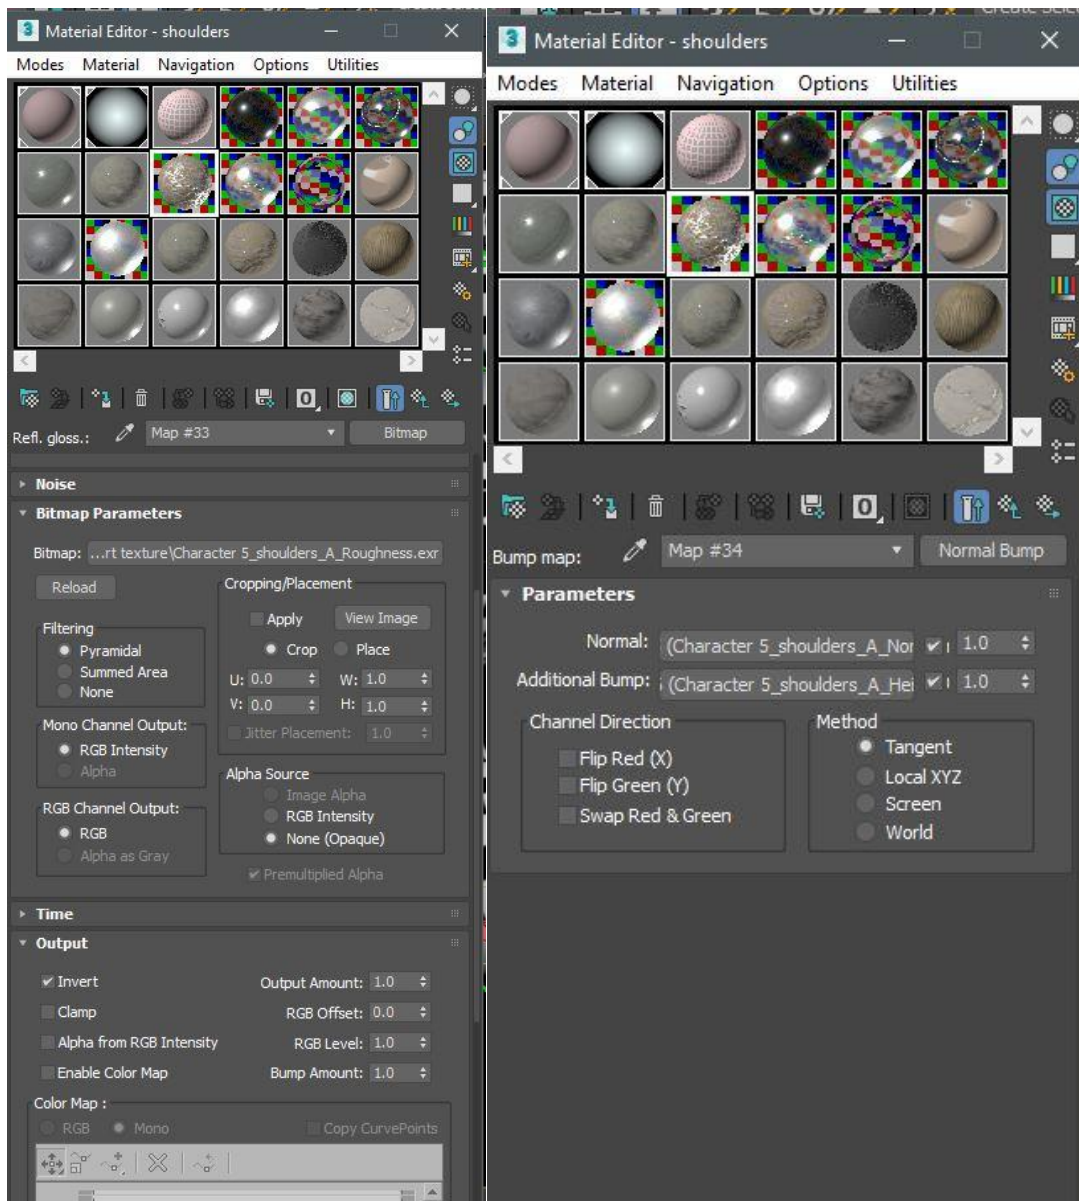 Material Editor - shoulders
Modes Material Navigation Options Utilities
Refl. gloss.: Map #33 Bitmap
Noise
Bitmap Parameters
Bitmap: ...rt texture\Character 5_shoulders_A_Roughness.exr
Reload
Cropping/Placement
Apply View Image
Crop Place
U: 0.0 W: 1.0
V: 0.0 H: 1.0
Jitter Placement: 1.0
Filtering
Pyramidal
Summed Area
None
Mono Channel Output:
RGB Intensity
Alpha
RGB Channel Output:
RGB
Alpha as Gray
Alpha Source
Image Alpha
RGB Intensity
None (Opaque)
Premultiplied Alpha
Time
Output
Invert Output Amount: 1.0
Clamp RGB Offset: 0.0
Alpha from RGB Intensity RGB Level: 1.0
Enable Color Map Bump Amount: 1.0
Color Map :
RGB Mono Copy CurvePoints
Material Editor - shoulders
Modes Material Navigation Options Utilities
Bump map: Map #34 Normal Bump
Parameters
Normal: (Character 5_shoulders_A_Nor 1.0
Additional Bump: (Character 5_shoulders_A_Hei 1.0
Channel Direction
Flip Red (X)
Flip Green (Y)
Swap Red & Green
Method
Tangent
Local XYZ
Screen
World